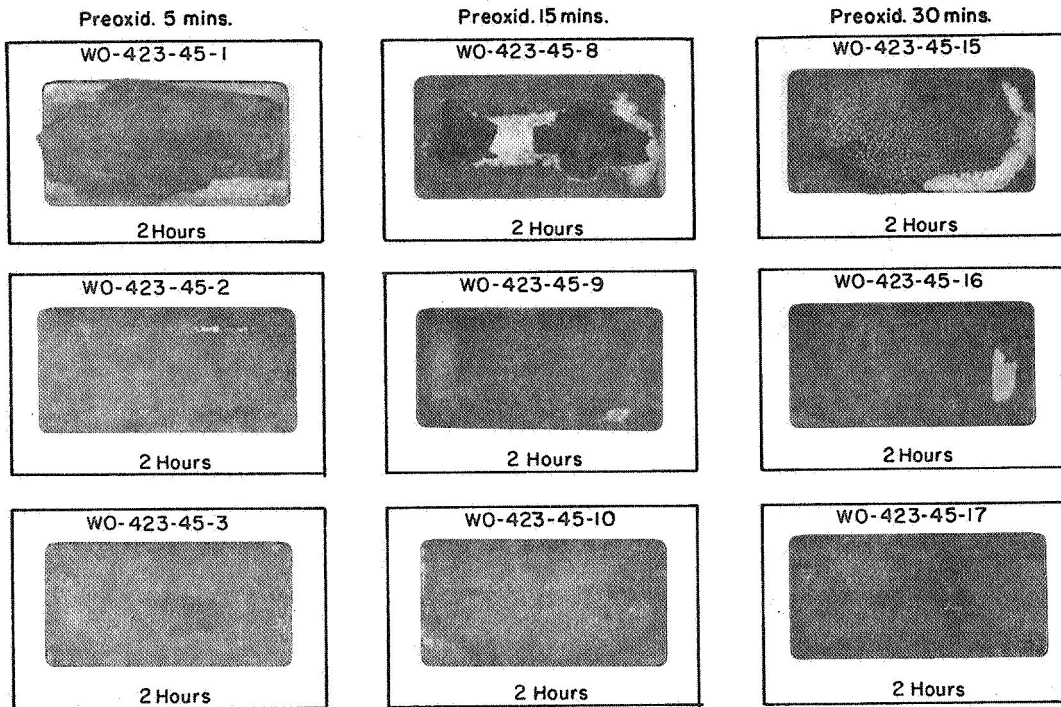 Preoxid. 5 mins.
Preoxid. 15 mins.
Preoxid. 30 mins.
WO-423-45-1
2 Hours
WO-423-45-8
2 Hours
WO-423-45-15
2 Hours
WO-423-45-2
2 Hours
WO-423-45-9
2 Hours
WO-423-45-16
2 Hours
WO-423-45-3
2 Hours
WO-423-45-10
2 Hours
WO-423-45-17
2 Hours